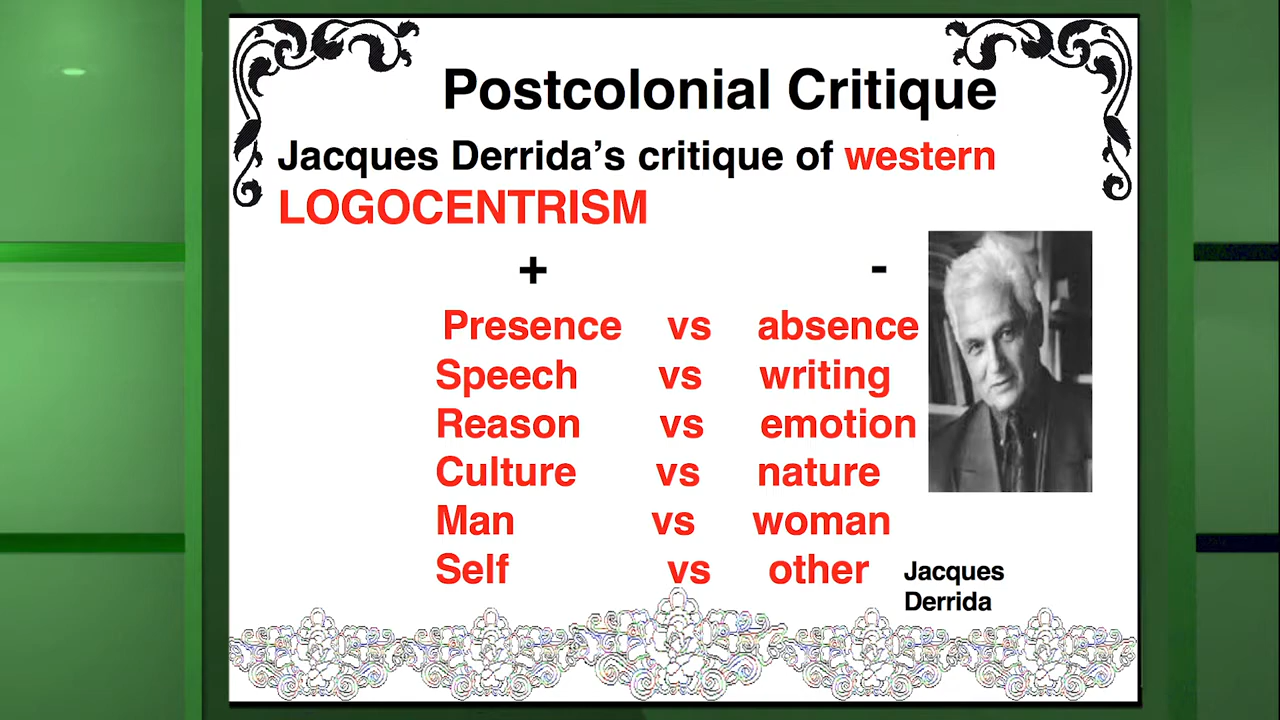 Postcolonial Critique
Jacques Derrida’s critique of western
LOGOCENTRISM
+ -
Presence vs absence
Speech vs writing
Reason vs emotion
Culture vs nature
Man vs woman
Self vs other
Jacques
Derrida